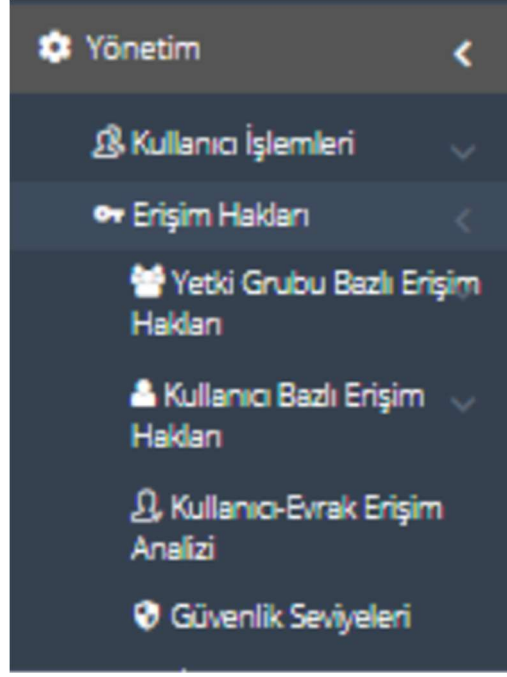 Yönetim
Kullanıcı İşlemleri
Erişim Hakları
Yetki Grubu Bazlı Erişim
Hakları
Kullanıcı Bazlı Erişim
Hakları
Kullanıcı-Evrak Erişim
Analizi
Güvenlik Seviyeleri